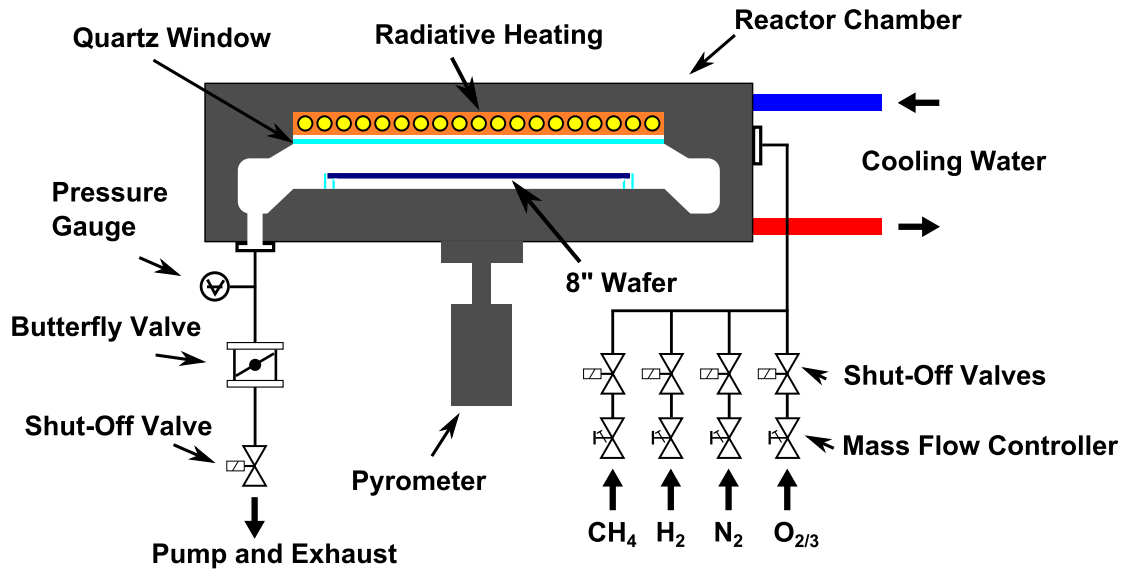 Reactor Chamber
Quartz Window
Radiative Heating
Cooling Water
Pressure
Gauge
8" Wafer
Butterfly Valve
Shut-Off Valves
Shut-Off Valve
Mass Flow Controller
Pyrometer
CH₄ H₂ N₂ O₂/₃
Pump and Exhaust